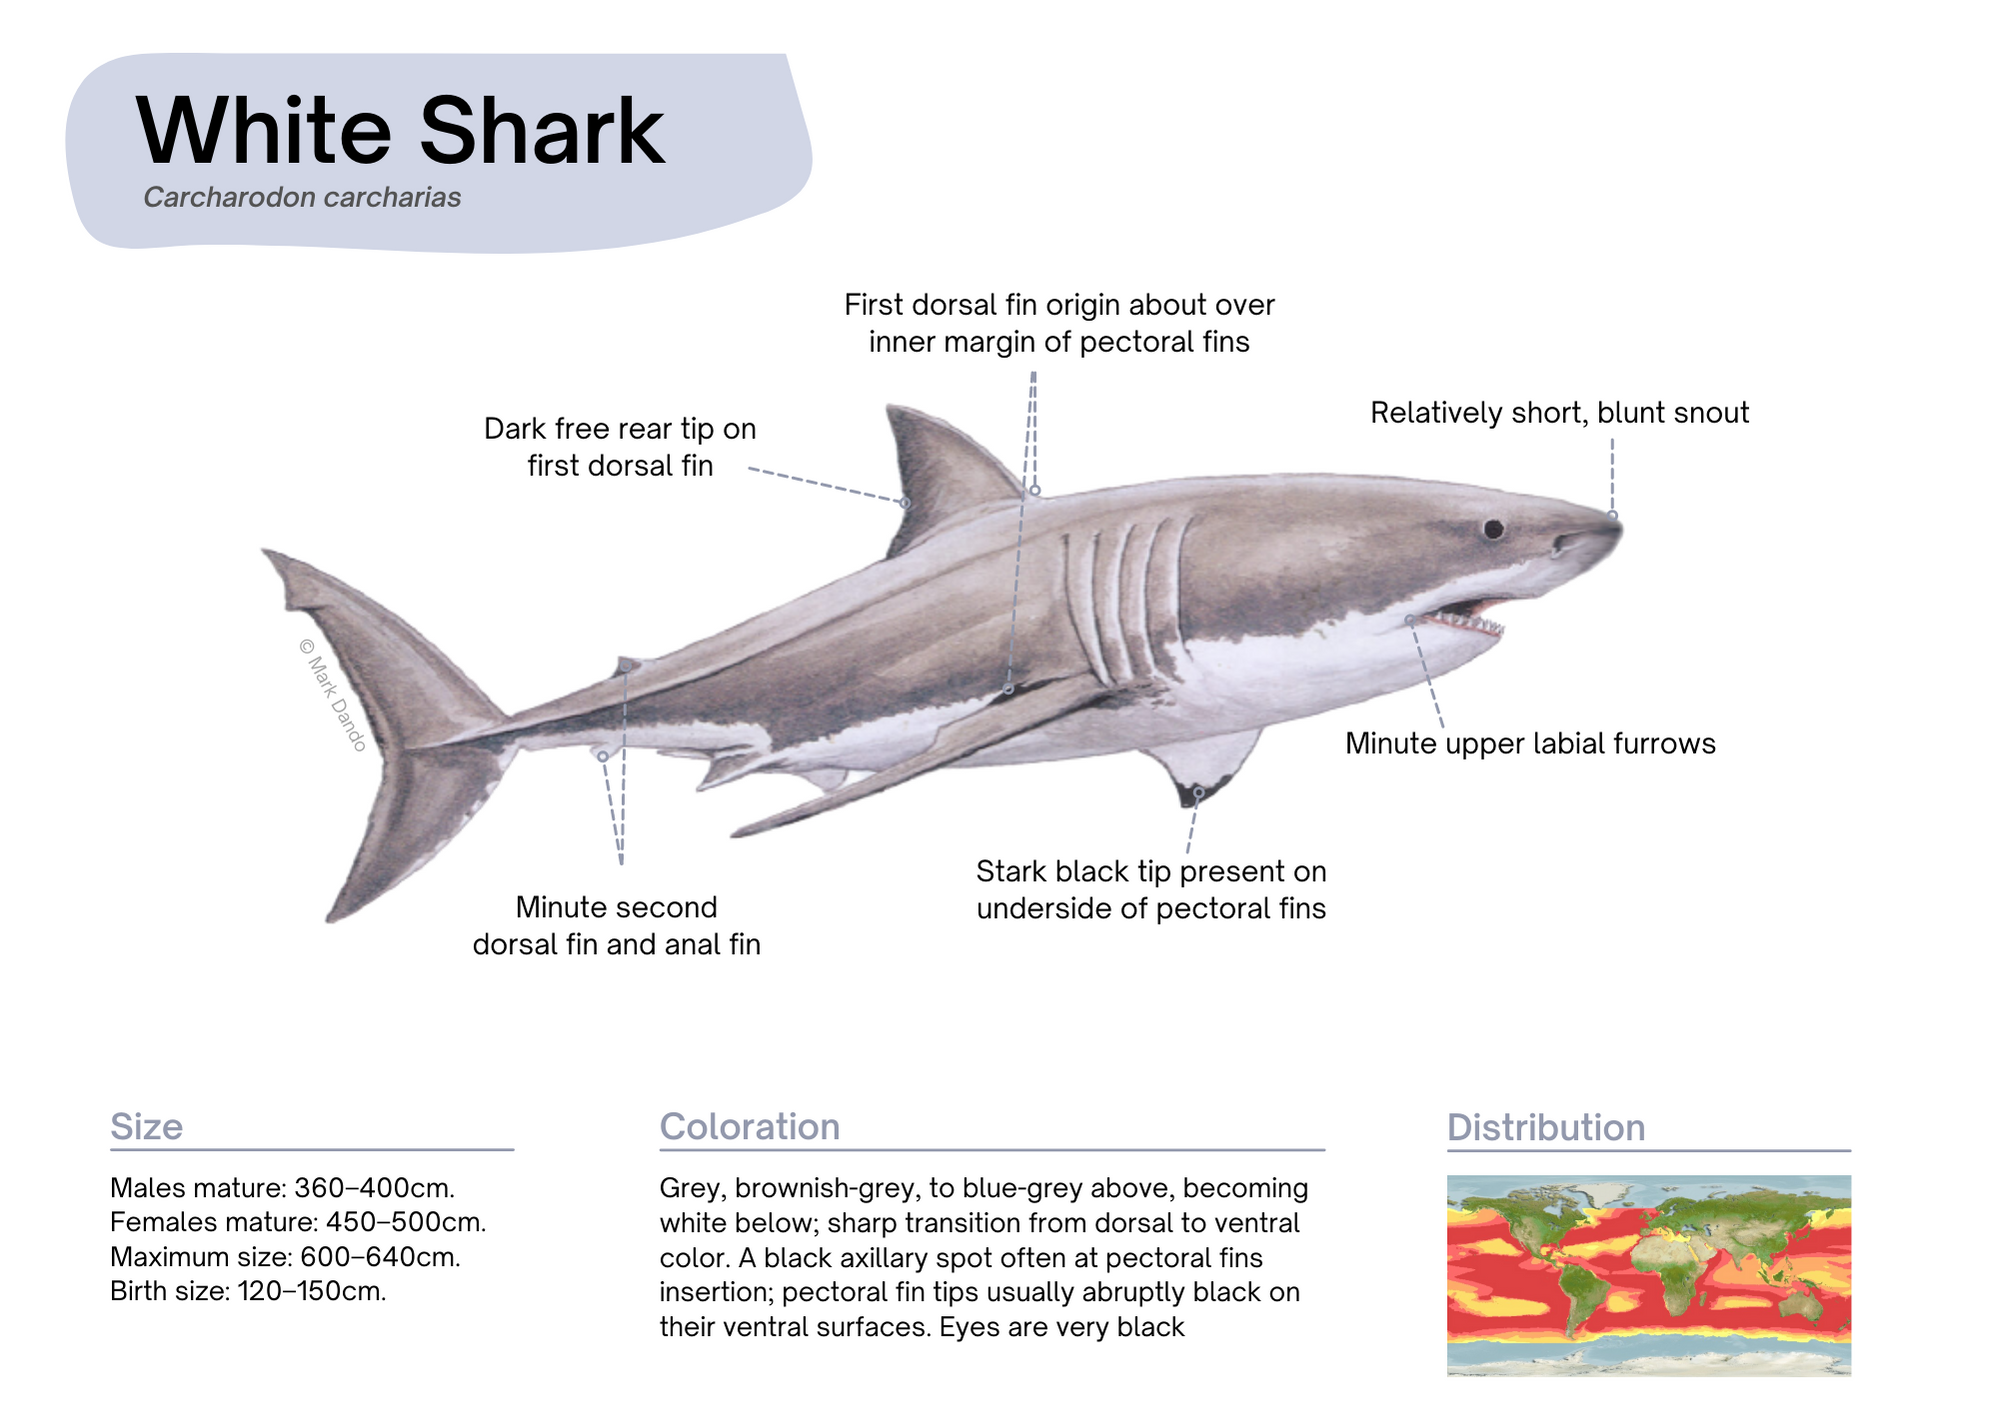 White Shark
Carcharodon carcharias
First dorsal fin origin about over
inner margin of pectoral fins
Dark free rear tip on
first dorsal fin
Relatively short, blunt snout
© Mark Dando
Minute upper labial furrows
Stark black tip present on
underside of pectoral fins
Minute second
dorsal fin and anal fin
Size
Males mature: 360–400cm.
Females mature: 450–500cm.
Maximum size: 600–640cm.
Birth size: 120–150cm.
Coloration
Grey, brownish-grey, to blue-grey above, becoming
white below; sharp transition from dorsal to ventral
color. A black axillary spot often at pectoral fins
insertion; pectoral fin tips usually abruptly black on
their ventral surfaces. Eyes are very black
Distribution